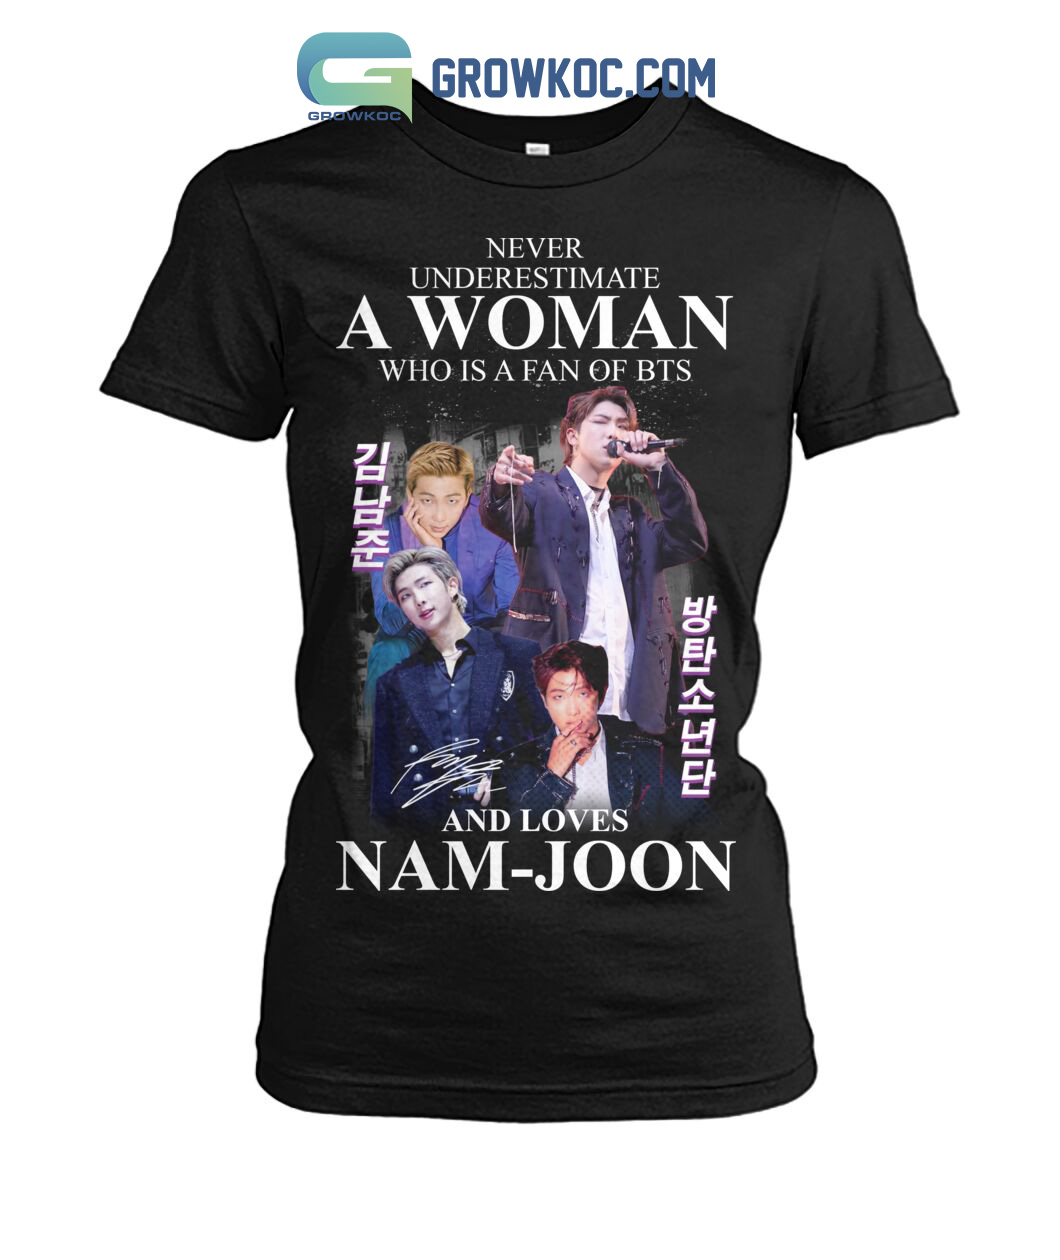 GROWKOC.COM
GROWKOC
NEVER
UNDERESTIMATE
A WOMAN
WHO IS A FAN OF BTS
김남준
방탄소년단
AND LOVES
NAM-JOON